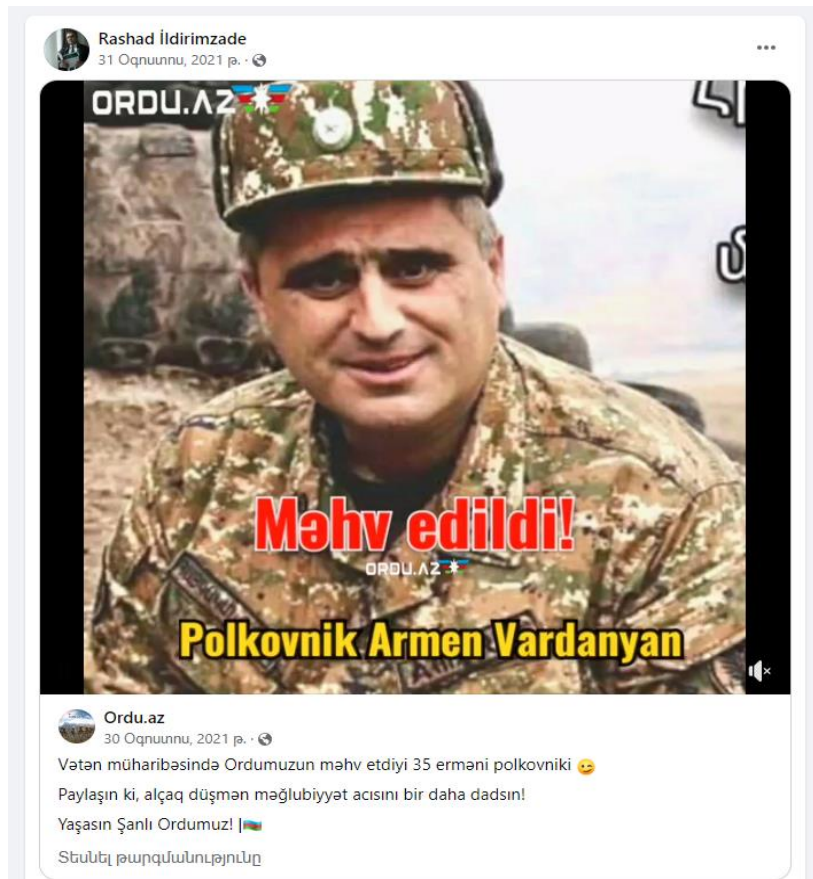 Rashad İldirimzade
31 Օգոստոս, 2021 թ.
ORDU.AZ
Məhv edildi!
ORDU.AZ
Polkovnik Armen Vardanyan
Ordu.az
30 Օգոստոս, 2021 թ.
Vətən müharibəsində Ordumuzun məhv etdiyi 35 erməni polkovniki 😉
Paylaşın ki, alçaq düşmən məğlubiyyət acısını bir daha dadsın!
Yaşasın Şanlı Ordumuz! |🇦🇿
Տեսնել թարգմանությունը